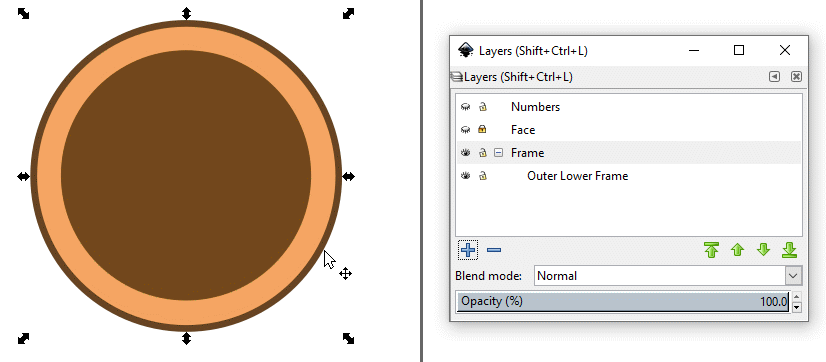 Layers (Shift+Ctrl+L)
Layers (Shift+Ctrl+L)
Numbers
Face
Frame
Outer Lower Frame
Blend mode: Normal
Opacity (%) 100.0